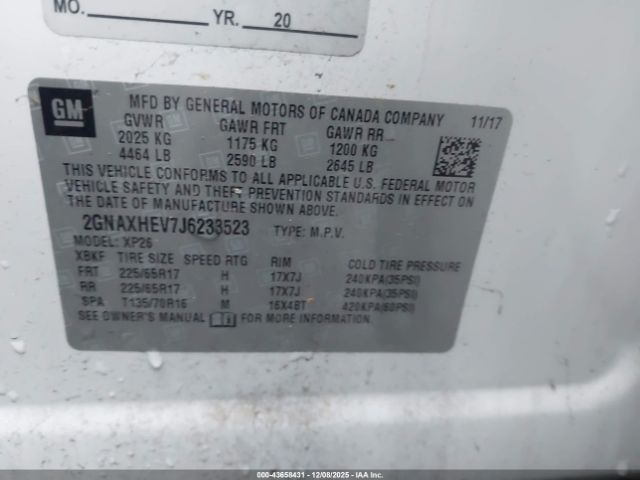 MO. YR. 20
GM
MFD BY GENERAL MOTORS OF CANADA COMPANY 11/17
GVWR GAWR FRT GAWR RR
2025 KG 1175 KG 1200 KG
4464 LB 2590 LB 2645 LB
THIS VEHICLE CONFORMS TO ALL APPLICABLE U.S. FEDERAL MOTOR
VEHICLE SAFETY AND THEFT PREVENTION STANDARDS IN EFFECT ON
THE DATE OF MANUFACTURE SHOWN ABOVE.
2GNAXHEV7J6233523 TYPE: M.P.V.
MODEL: XP26
XBKF TIRE SIZE SPEED RTG RIM COLD TIRE PRESSURE
FRT 225/65R17 H 17X7J 240KPA(35PSI)
RR 225/65R17 H 17X7J 240KPA(35PSI)
SPA T135/70R16 M 16X4BT 420KPA(60PSI)
SEE OWNER'S MANUAL FOR MORE INFORMATION.
000-43658431 - 12/08/2025 - COPART.CA